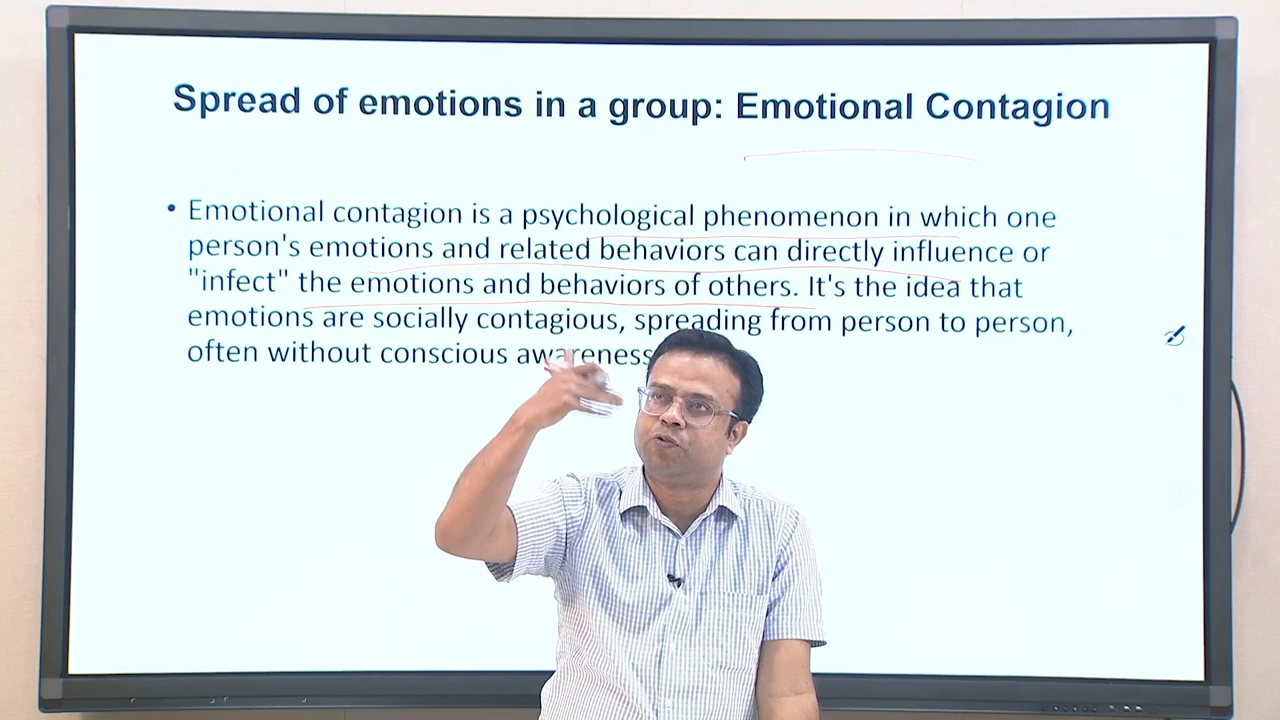 Spread of emotions in a group: Emotional Contagion
• Emotional contagion is a psychological phenomenon in which one
person's emotions and related behaviors can directly influence or
"infect" the emotions and behaviors of others. It's the idea that
emotions are socially contagious, spreading from person to person,
often without conscious awareness